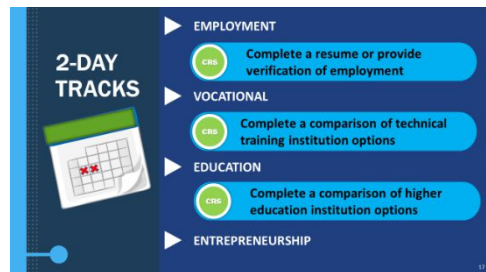 2-DAY
TRACKS
EMPLOYMENT
CRS
Complete a resume or provide
verification of employment
VOCATIONAL
CRS
Complete a comparison of technical
training institution options
EDUCATION
CRS
Complete a comparison of higher
education institution options
ENTREPRENEURSHIP
17